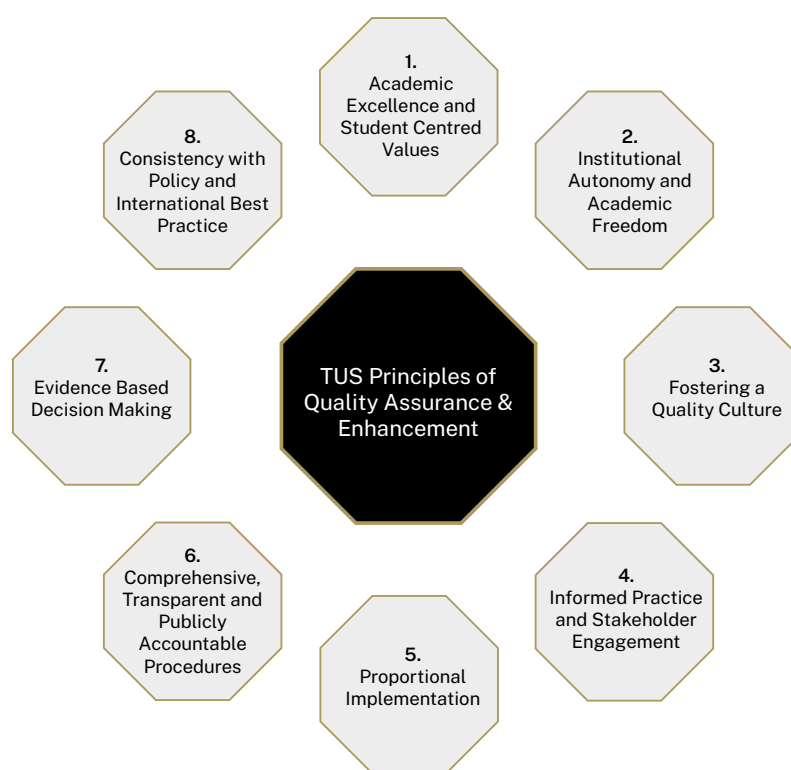 1.
Academic
Excellence and
Student Centred
Values
2.
Institutional
Autonomy and
Academic
Freedom
3.
Fostering a
Quality Culture
4.
Informed Practice
and Stakeholder
Engagement
5.
Proportional
Implementation
6.
Comprehensive,
Transparent and
Publicly
Accountable
Procedures
7.
Evidence Based
Decision Making
8.
Consistency with
Policy and
International Best
Practice
TUS Principles of
Quality Assurance &
Enhancement